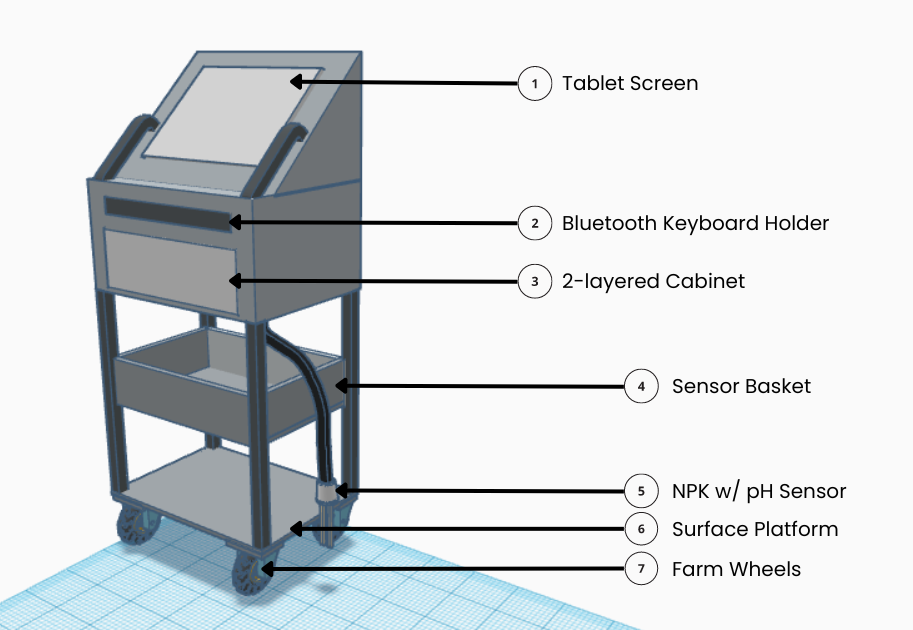 1 Tablet Screen
2 Bluetooth Keyboard Holder
3 2-layered Cabinet
4 Sensor Basket
5 NPK w/ pH Sensor
6 Surface Platform
7 Farm Wheels